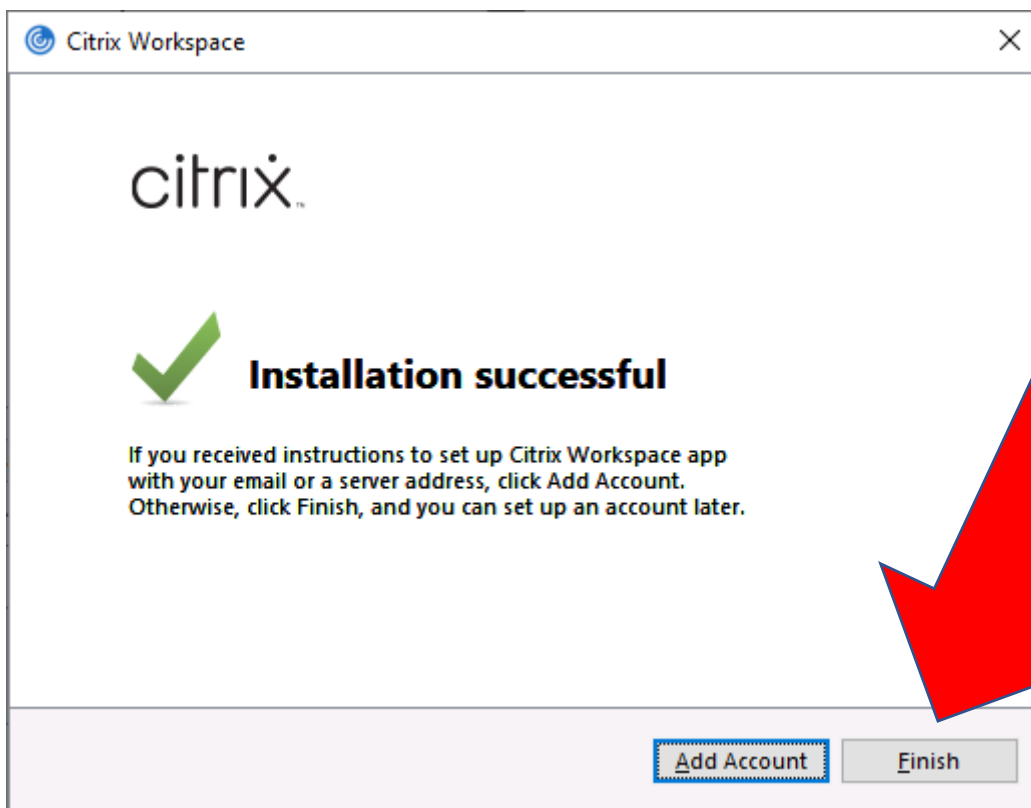 Citrix Workspace
citrix™
Installation successful
If you received instructions to set up Citrix Workspace app
with your email or a server address, click Add Account.
Otherwise, click Finish, and you can set up an account later.
Add Account Finish